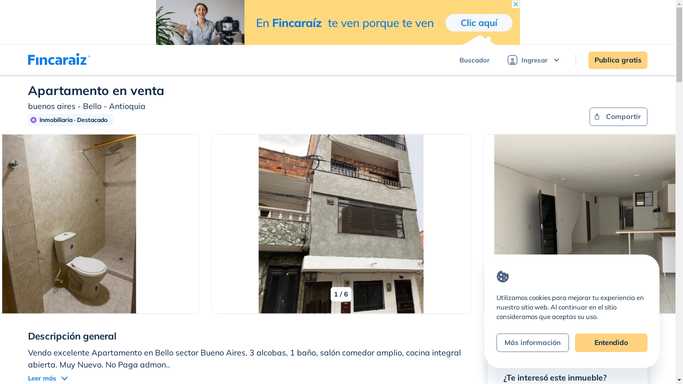 En Fincaraíz te ven porque te ven
Clic aquí
Fincaraíz
Buscador
Ingresar
Publica gratis
Apartamento en venta
buenos aires - Bello - Antioquia
Inmobiliaria · Destacado
Compartir
1 / 6
Utilizamos cookies para mejorar tu experiencia en
nuestro sitio web. Al continuar en el sitio
consideramos que aceptas su uso.
Más información
Entendido
Descripción general
Vendo excelente Apartamento en Bello sector Bueno Aires, 3 alcobas, 1 baño, salón comedor amplio, cocina integral
abierta. Muy Nuevo. No Paga admon..
Leer más
¿Te interesó este inmueble?